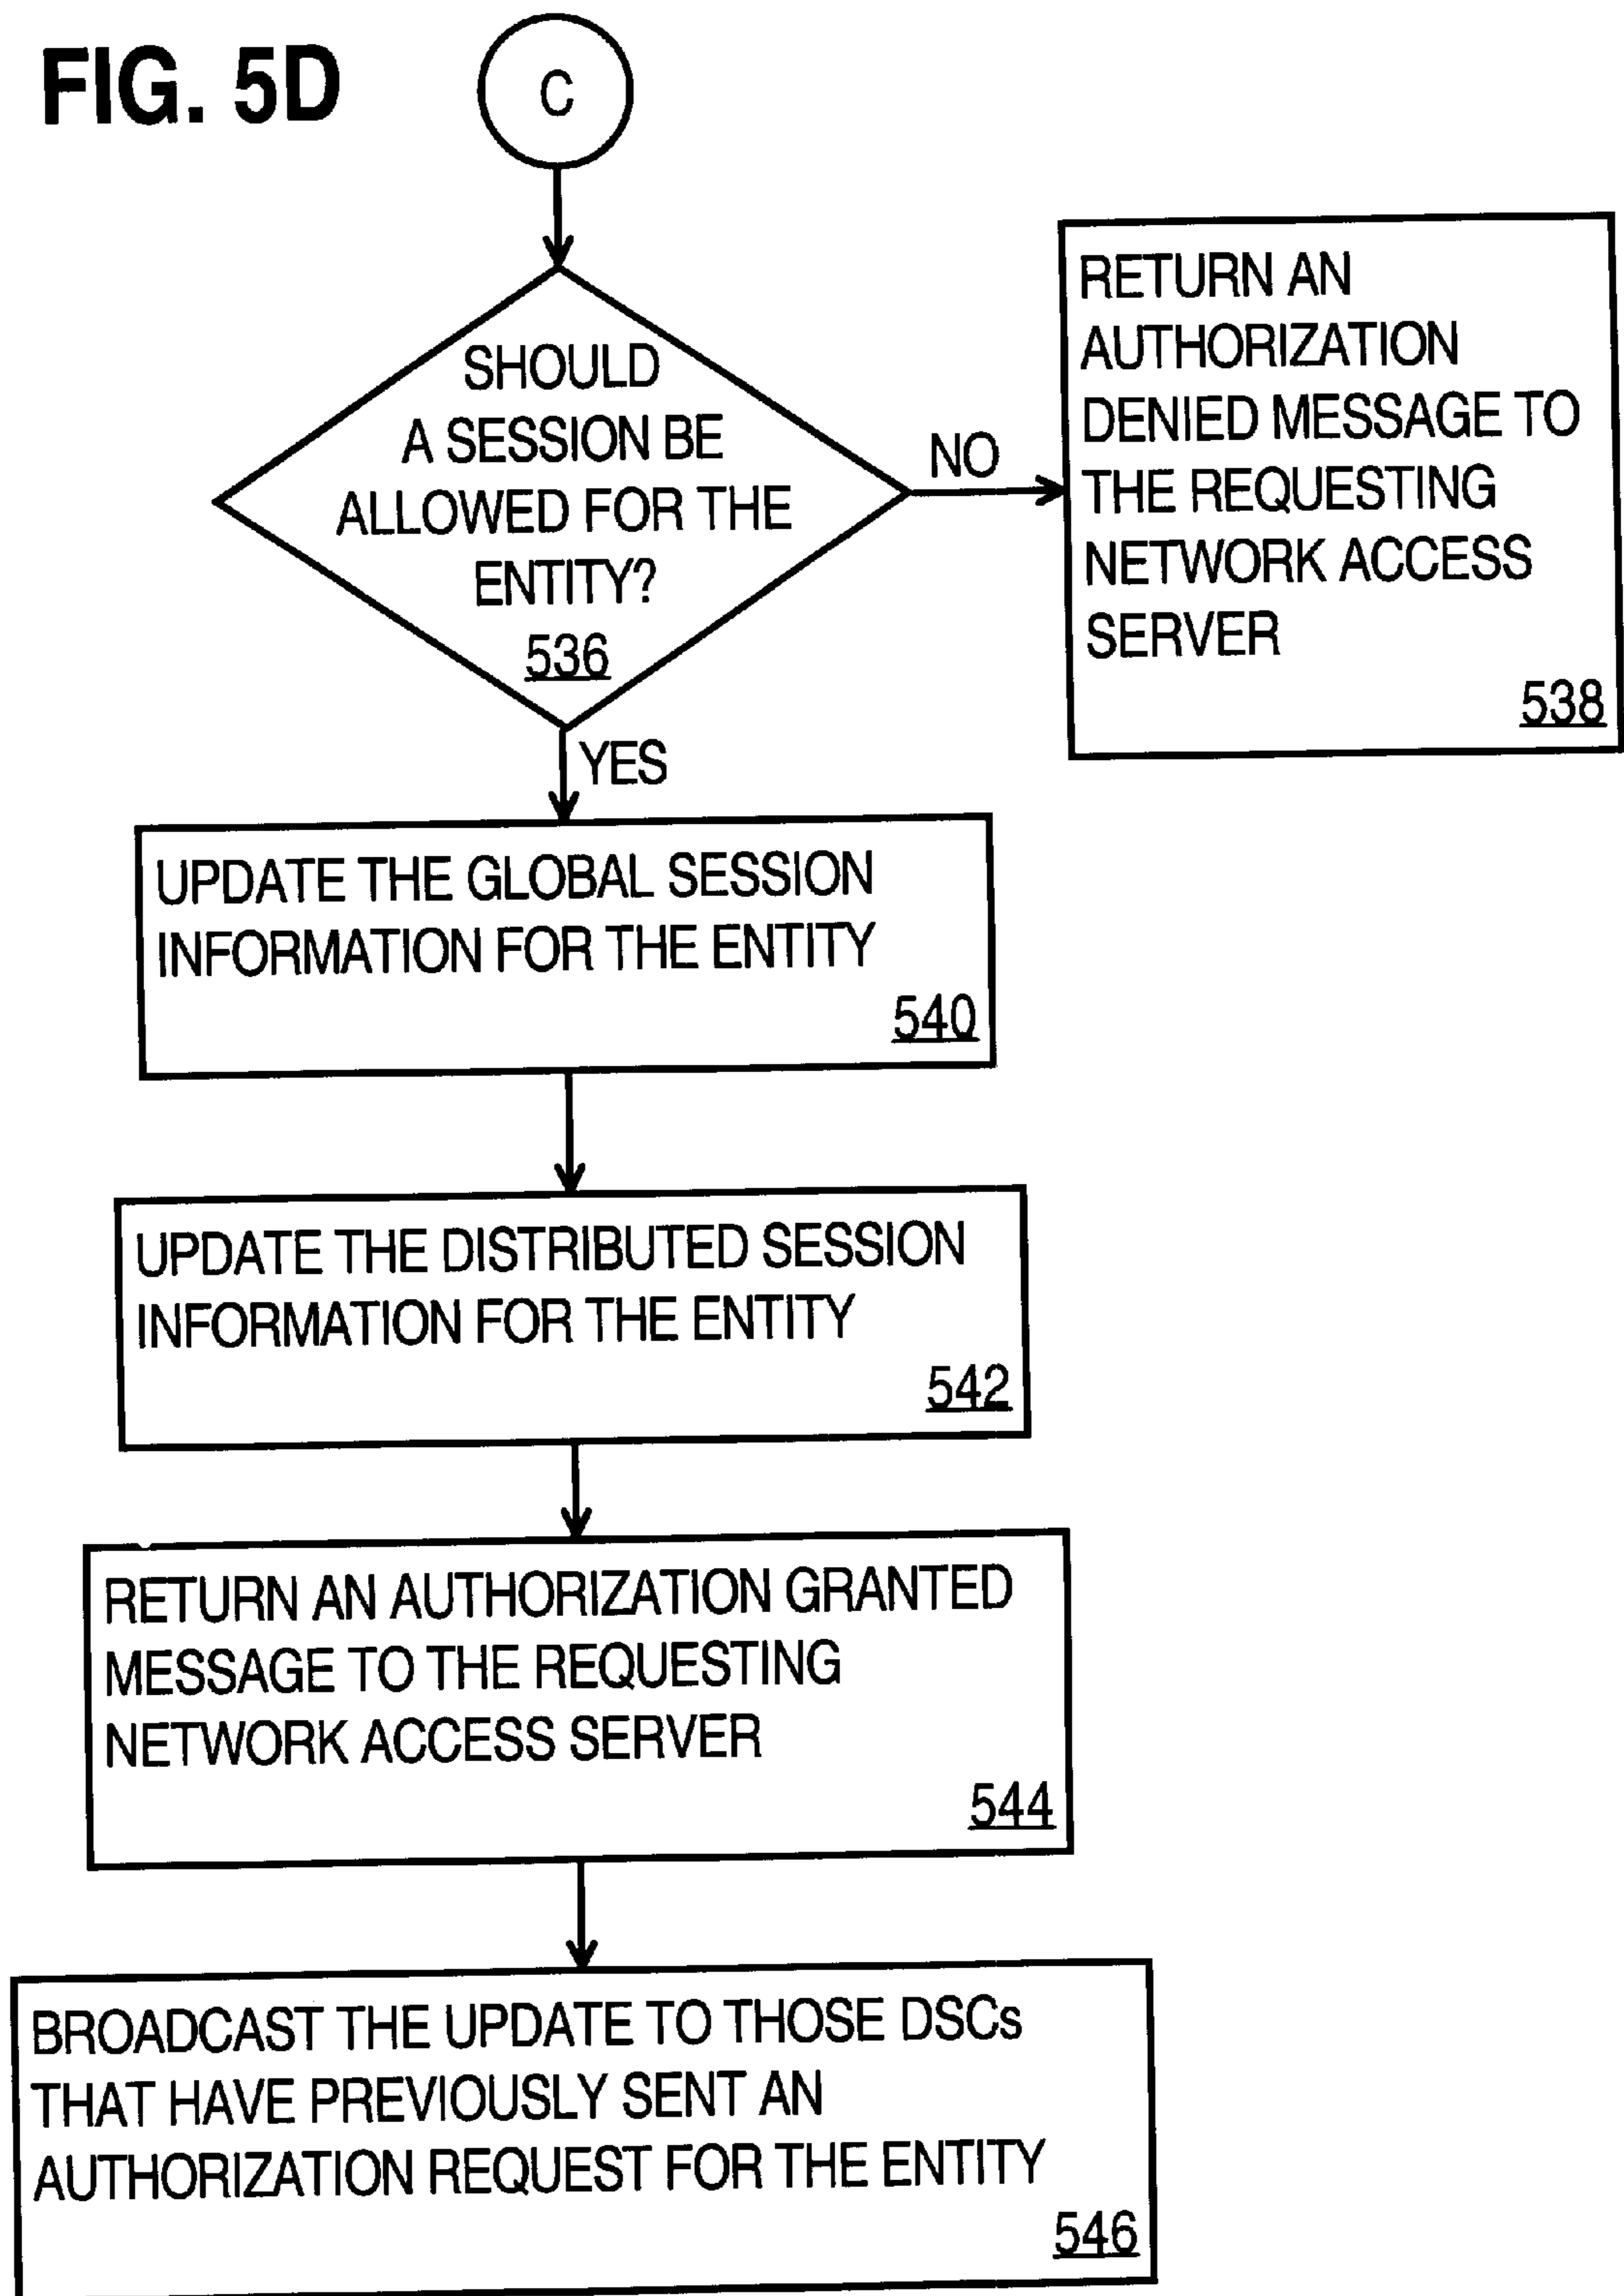 FIG. 5D
C
SHOULD
A SESSION BE
ALLOWED FOR THE
ENTITY?
536
NO
RETURN AN
AUTHORIZATION
DENIED MESSAGE TO
THE REQUESTING
NETWORK ACCESS
SERVER
538
YES
UPDATE THE GLOBAL SESSION
INFORMATION FOR THE ENTITY
540
UPDATE THE DISTRIBUTED SESSION
INFORMATION FOR THE ENTITY
542
RETURN AN AUTHORIZATION GRANTED
MESSAGE TO THE REQUESTING
NETWORK ACCESS SERVER
544
BROADCAST THE UPDATE TO THOSE DSCs
THAT HAVE PREVIOUSLY SENT AN
AUTHORIZATION REQUEST FOR THE ENTITY
546